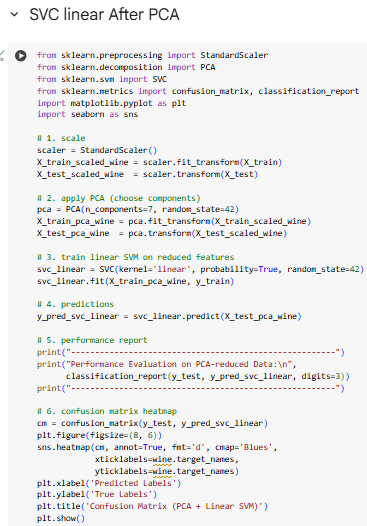 SVC linear After PCA
from sklearn.preprocessing import StandardScaler
from sklearn.decomposition import PCA
from sklearn.svm import SVC
from sklearn.metrics import confusion_matrix, classification_report
import matplotlib.pyplot as plt
import seaborn as sns
# 1. scale
scaler = StandardScaler()
X_train_scaled_wine = scaler.fit_transform(X_train)
X_test_scaled_wine  = scaler.transform(X_test)
# 2. apply PCA (choose components)
pca = PCA(n_components=7, random_state=42)
X_train_pca_wine = pca.fit_transform(X_train_scaled_wine)
X_test_pca_wine  = pca.transform(X_test_scaled_wine)
# 3. train linear SVM on reduced features
svc_linear = SVC(kernel='linear', probability=True, random_state=42)
svc_linear.fit(X_train_pca_wine, y_train)
# 4. predictions
y_pred_svc_linear = svc_linear.predict(X_test_pca_wine)
# 5. performance report
print("-----------------------------------------------------")
print("Performance Evaluation on PCA-reduced Data:\n",
classification_report(y_test, y_pred_svc_linear, digits=3))
print("-----------------------------------------------------")
# 6. confusion matrix heatmap
cm = confusion_matrix(y_test, y_pred_svc_linear)
plt.figure(figsize=(8, 6))
sns.heatmap(cm, annot=True, fmt='d', cmap='Blues',
xticklabels=wine.target_names,
yticklabels=wine.target_names)
plt.xlabel('Predicted Labels')
plt.ylabel('True Labels')
plt.title('Confusion Matrix (PCA + Linear SVM)')
plt.show()